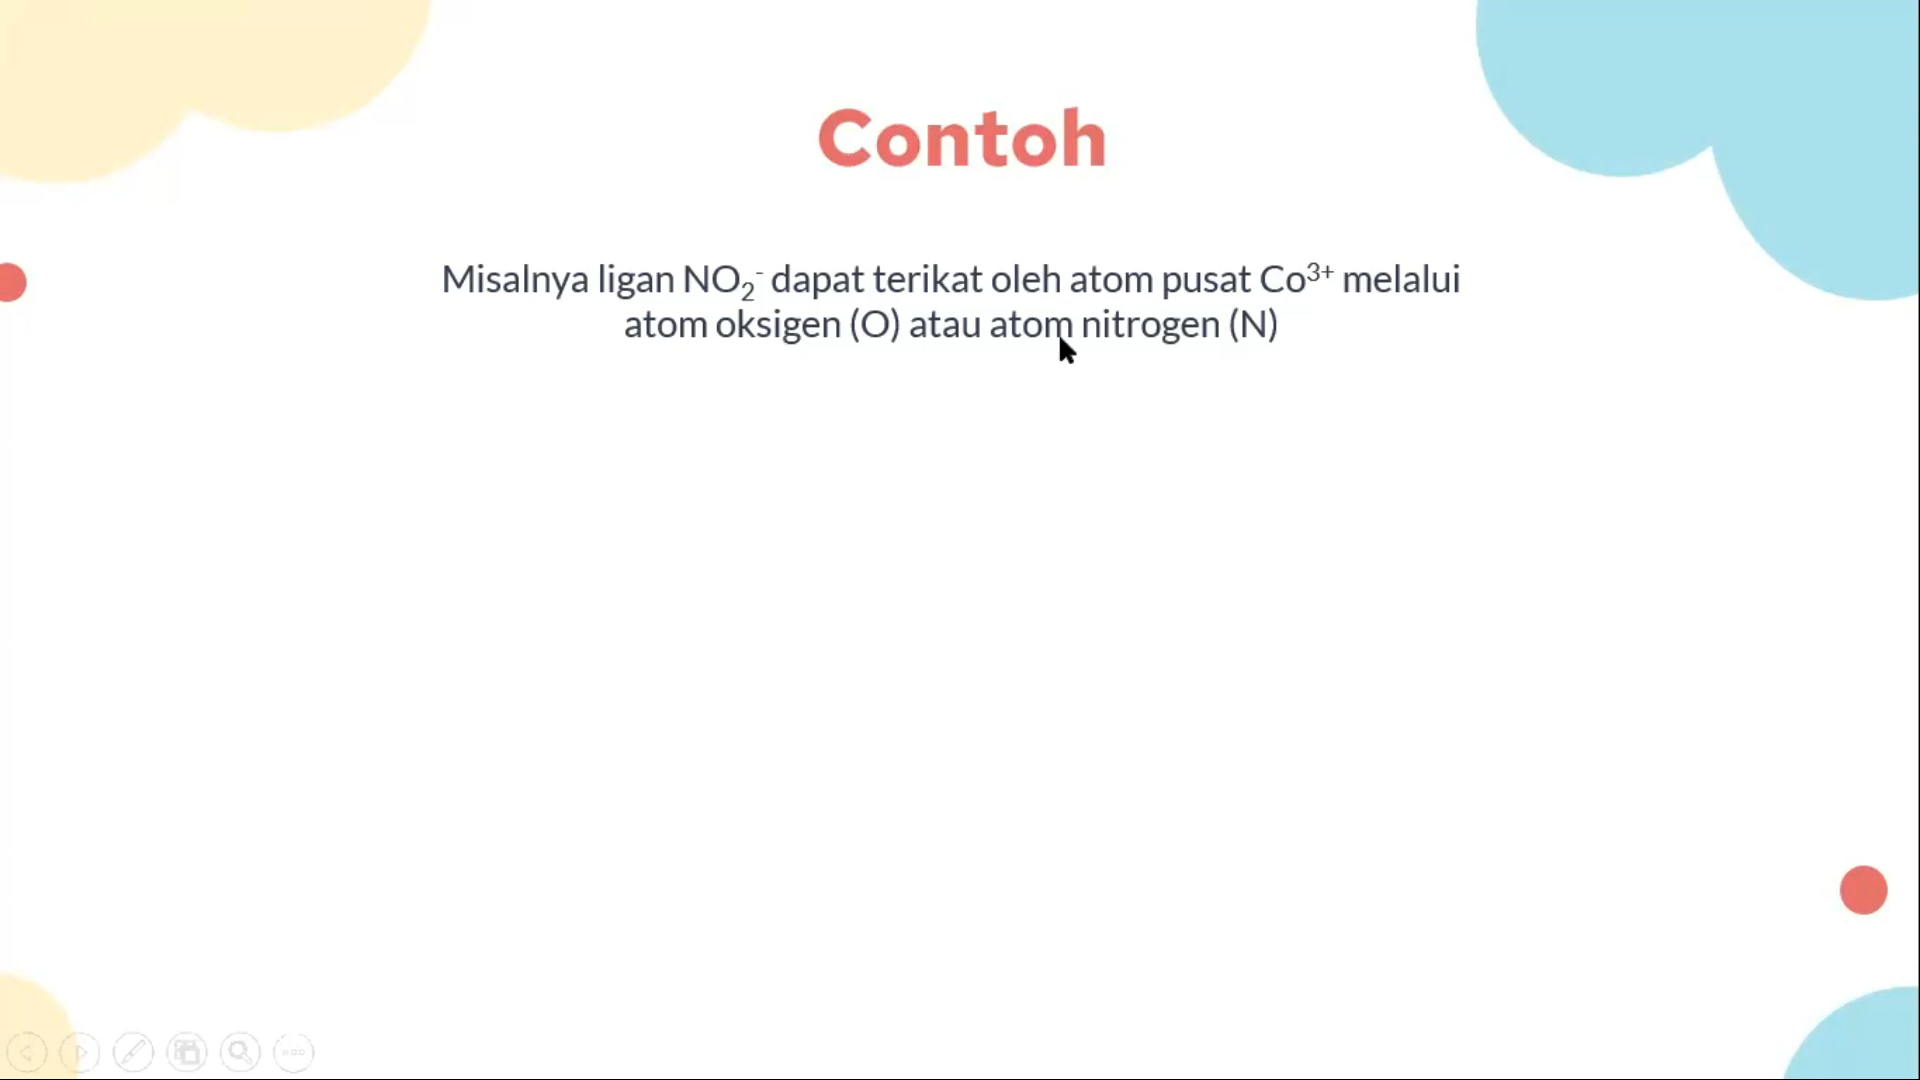 Contoh
Misalnya ligan NO₂⁻ dapat terikat oleh atom pusat Co³⁺ melalui
atom oksigen (O) atau atom nitrogen (N)